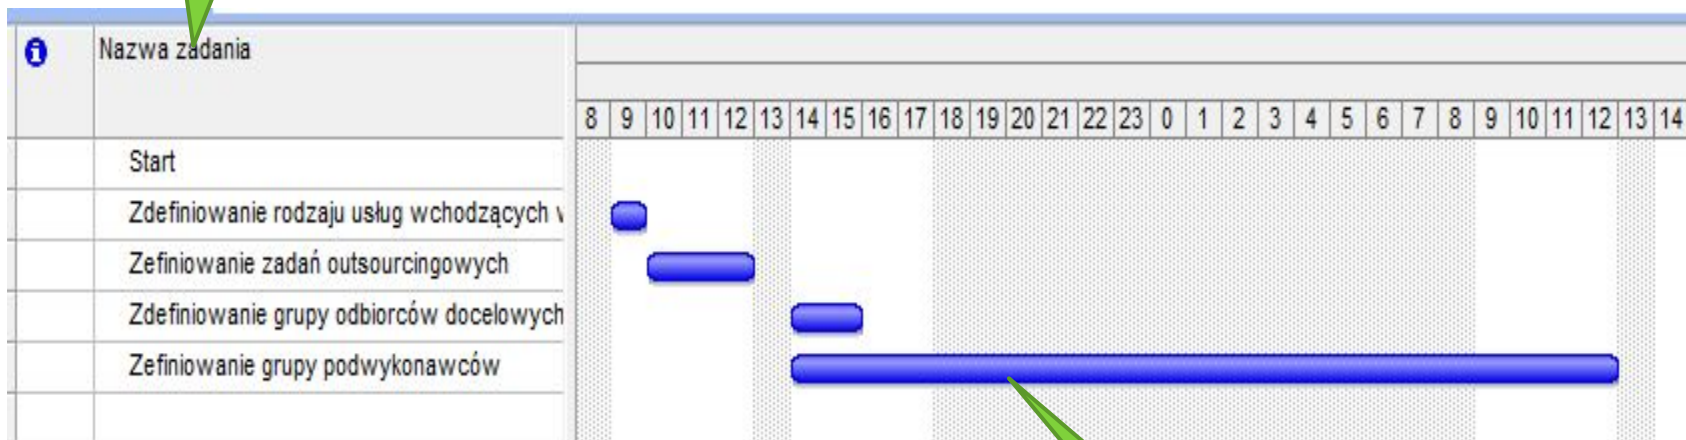 Nazwa zadania
8 9 10 11 12 13 14 15 16 17 18 19 20 21 22 23 0 1 2 3 4 5 6 7 8 9 10 11 12 13 14
Start
Zdefiniowanie rodzaju usług wchodzących
Zefiniowanie zadań outsourcingowych
Zdefiniowanie grupy odbiorców docelowych
Zefiniowanie grupy podwykonawców